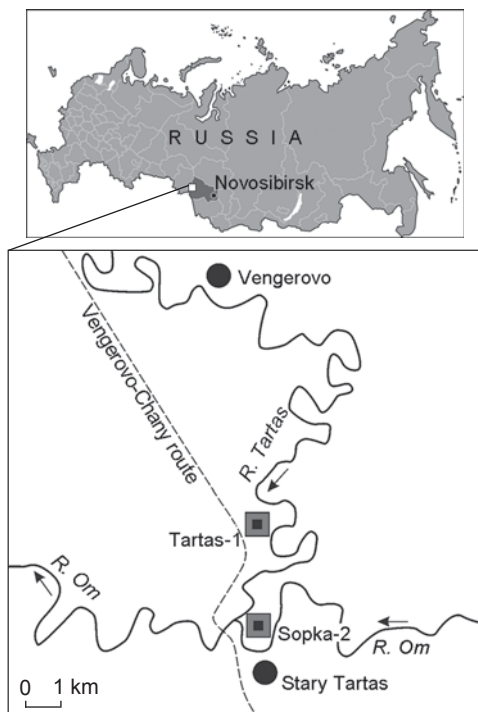 RUSSIA
Novosibirsk
Vengerovo
Vengerovo-Chany route
R. Tartas
Tartas-1
R. Om
Sopka-2
R. Om
Stary Tartas
0 1 km